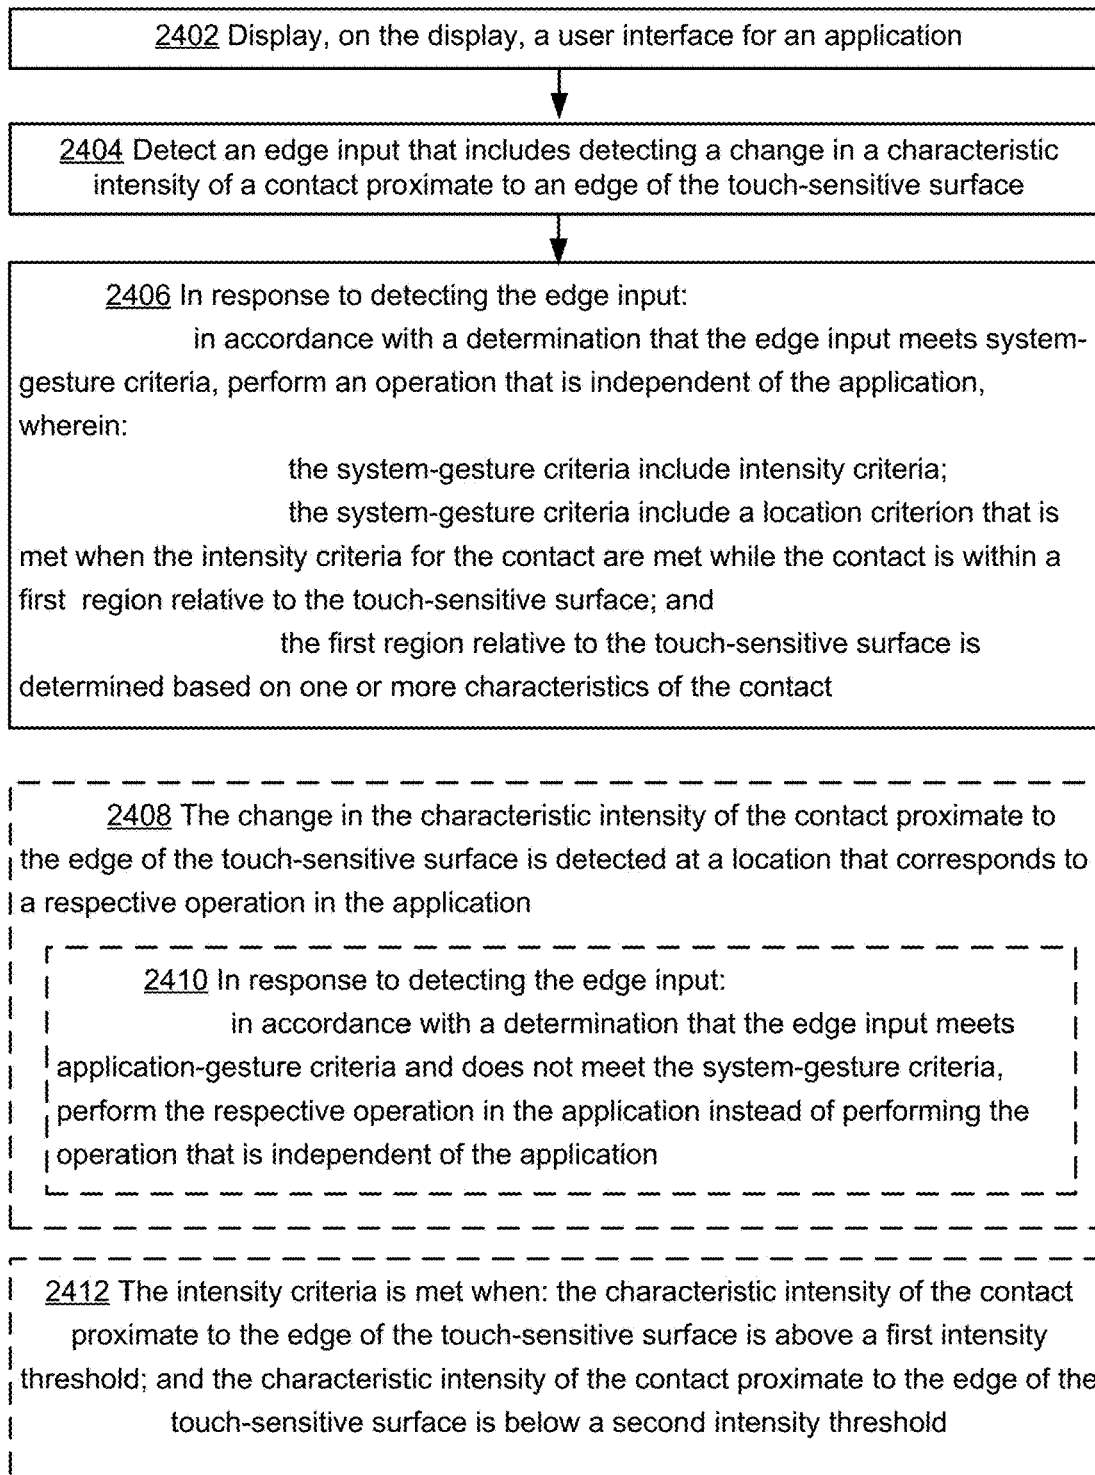 2402 Display, on the display, a user interface for an application
2404 Detect an edge input that includes detecting a change in a characteristic
intensity of a contact proximate to an edge of the touch-sensitive surface
2406 In response to detecting the edge input:
in accordance with a determination that the edge input meets system-
gesture criteria, perform an operation that is independent of the application,
wherein:
the system-gesture criteria include intensity criteria;
the system-gesture criteria include a location criterion that is
met when the intensity criteria for the contact are met while the contact is within a
first region relative to the touch-sensitive surface; and
the first region relative to the touch-sensitive surface is
determined based on one or more characteristics of the contact
2408 The change in the characteristic intensity of the contact proximate to
the edge of the touch-sensitive surface is detected at a location that corresponds to
a respective operation in the application
2410 In response to detecting the edge input:
in accordance with a determination that the edge input meets
application-gesture criteria and does not meet the system-gesture criteria,
perform the respective operation in the application instead of performing the
operation that is independent of the application
2412 The intensity criteria is met when: the characteristic intensity of the contact
proximate to the edge of the touch-sensitive surface is above a first intensity
threshold; and the characteristic intensity of the contact proximate to the edge of the
touch-sensitive surface is below a second intensity threshold